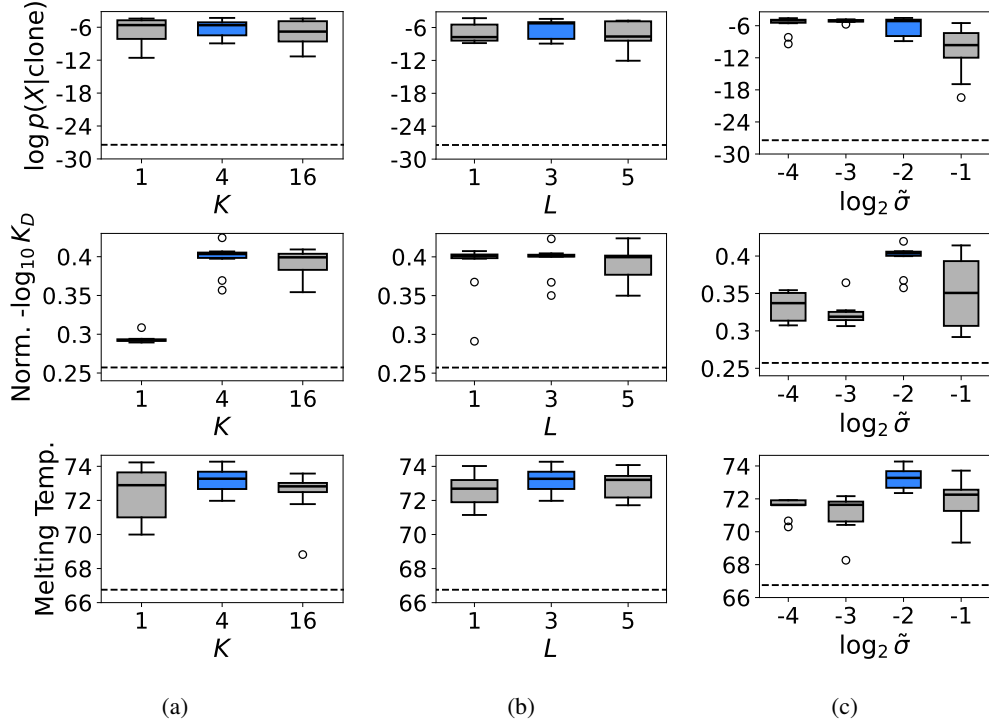 log p(X|clone)
-6
-12
-18
-24
-30
1 4 16
K
-6
-12
-18
-24
-30
1 3 5
L
-6
-12
-18
-24
-30
-4 -3 -2 -1
log₂ σ̃
Norm. -log₁₀ K_D
0.4
0.35
0.3
0.25
1 4 16
K
0.4
0.35
0.3
0.25
1 3 5
L
0.4
0.35
0.3
0.25
-4 -3 -2 -1
log₂ σ̃
Melting Temp.
74
72
70
68
66
1 4 16
K
74
72
70
68
66
1 3 5
L
74
72
70
68
66
-4 -3 -2 -1
log₂ σ̃
(a) (b) (c)